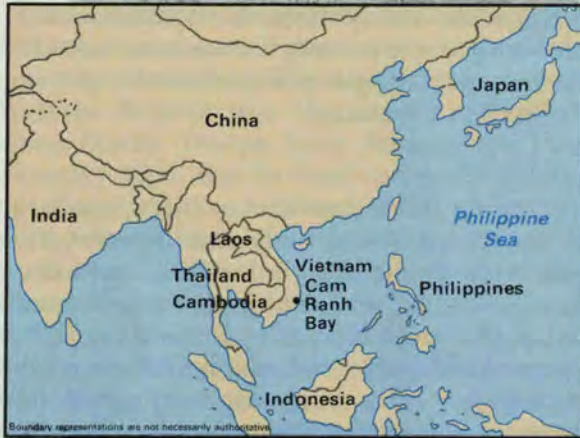 Japan
China
India
Philippine
Sea
Laos
Thailand
Vietnam
Cam
Ranh
Bay
Cambodia
Philippines
Indonesia
Boundary representations are not necessarily authoritative